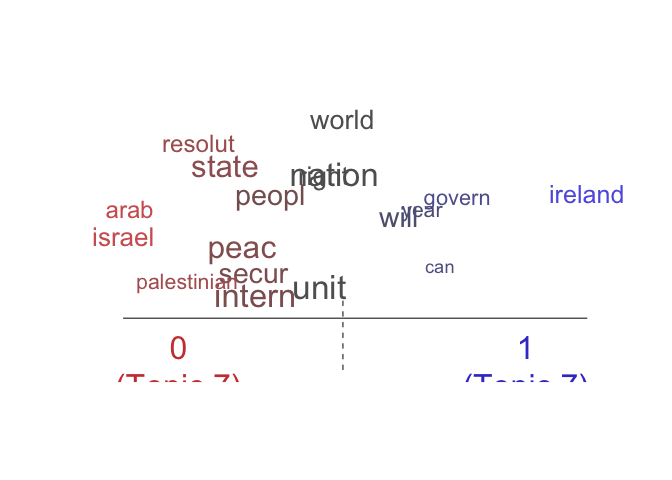 world
resolut
state
nation
right
peopl
govern
ireland
arab
year
will
israel
peac
secur
can
palestinian
intern
unit
0
1
(Topic 7)
(Topic 7)